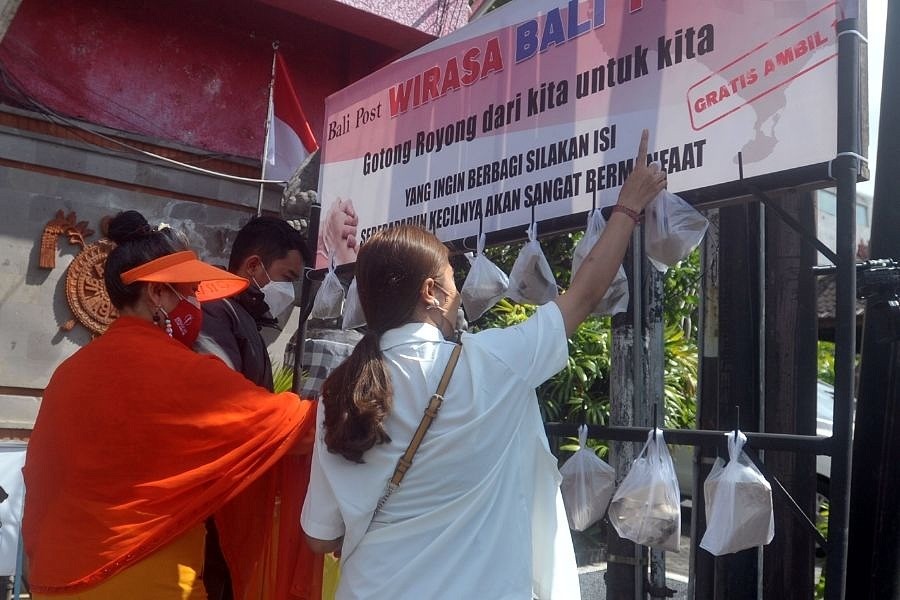 Bali Post WIRASA BALI
Gotong Royong dari kita untuk kita
GRATIS AMBIL
YANG INGIN BERBAGI SILAKAN ISI
KECILNYA AKAN SANGAT